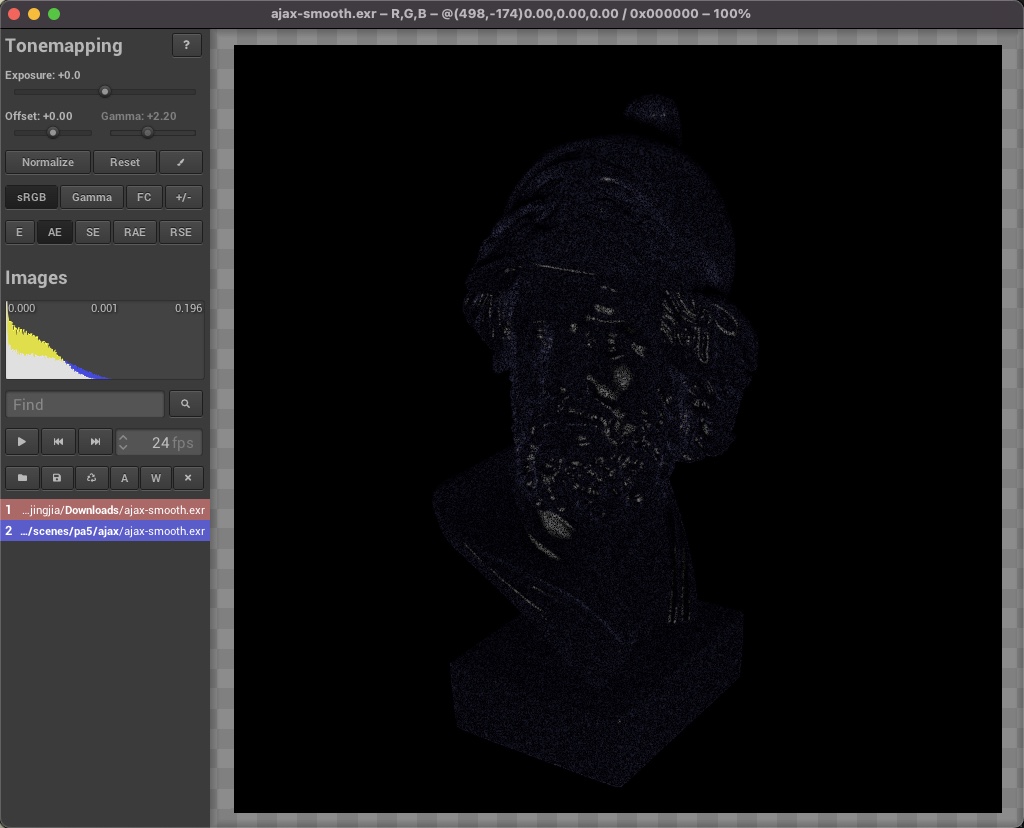 ajax-smooth.exr – R,G,B – @(498,-174)0.00,0.00,0.00 / 0x000000 – 100%
Tonemapping ?
Exposure: +0.0
Offset: +0.00 Gamma: +2.20
Normalize Reset
sRGB Gamma FC +/-
E AE SE RAE RSE
Images
0.000 0.001 0.196
Find
24 fps
A W
1 ...jingjia/Downloads/ajax-smooth.exr
2 .../scenes/pa5/ajax/ajax-smooth.exr